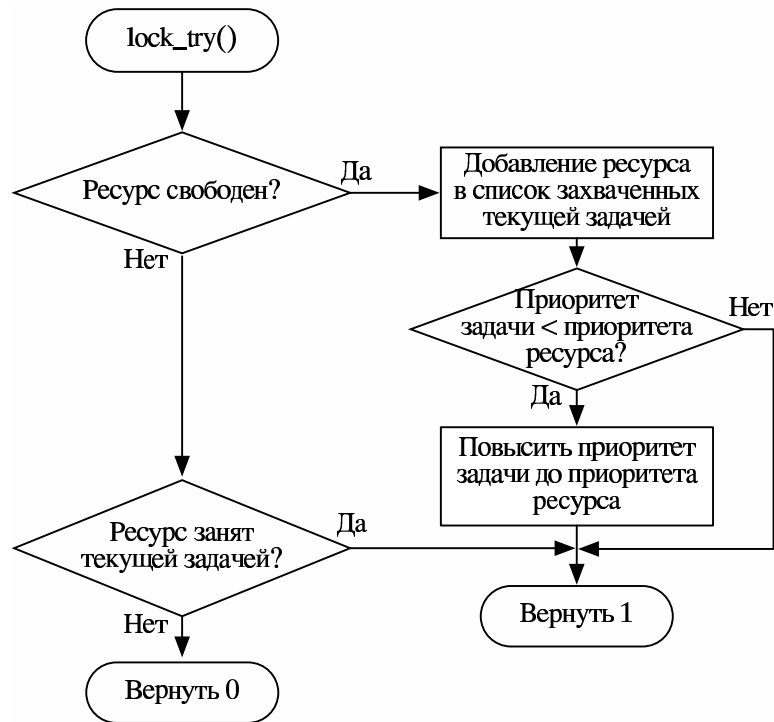 lock_try()
Ресурс свободен?
Да
Добавление ресурса
в список захваченных
текущей задачей
Нет
Приоритет
задачи < приоритета
ресурса?
Нет
Да
Повысить приоритет
задачи до приоритета
ресурса
Ресурс занят
текущей задачей?
Да
Нет
Вернуть 1
Вернуть 0